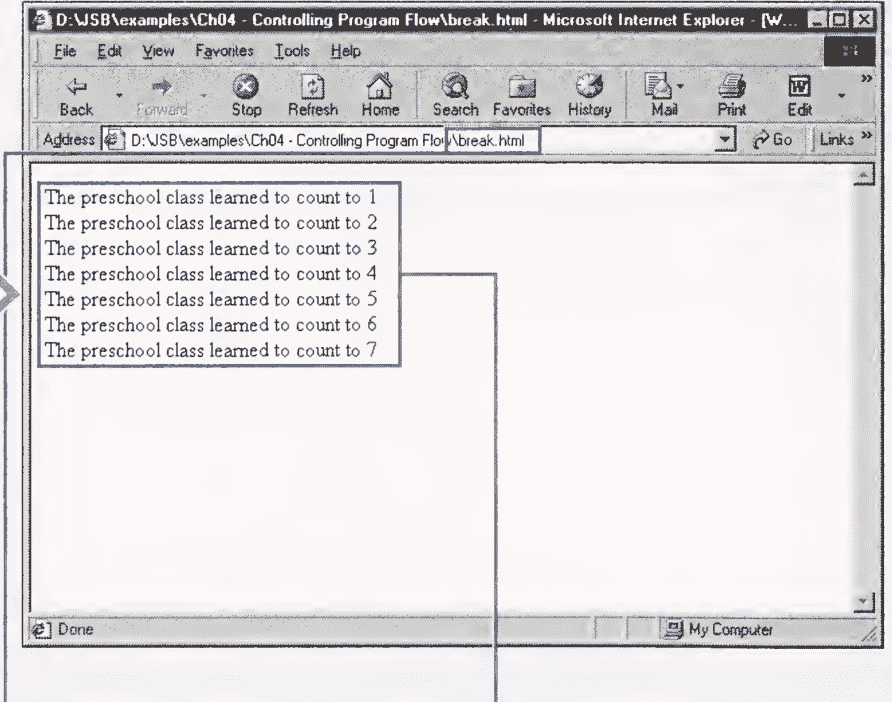 D:\JSB\examples\Ch04 - Controlling Program Flow\break.html - Microsoft Internet Explorer - [W...
File Edit View Favorites Tools Help
Back Forward Stop Refresh Home Search Favorites History Mail Print Edit »
Address D:\JSB\examples\Ch04 - Controlling Program Flow\break.html Go Links »
The preschool class learned to count to 1
The preschool class learned to count to 2
The preschool class learned to count to 3
The preschool class learned to count to 4
The preschool class learned to count to 5
The preschool class learned to count to 6
The preschool class learned to count to 7
Done My Computer